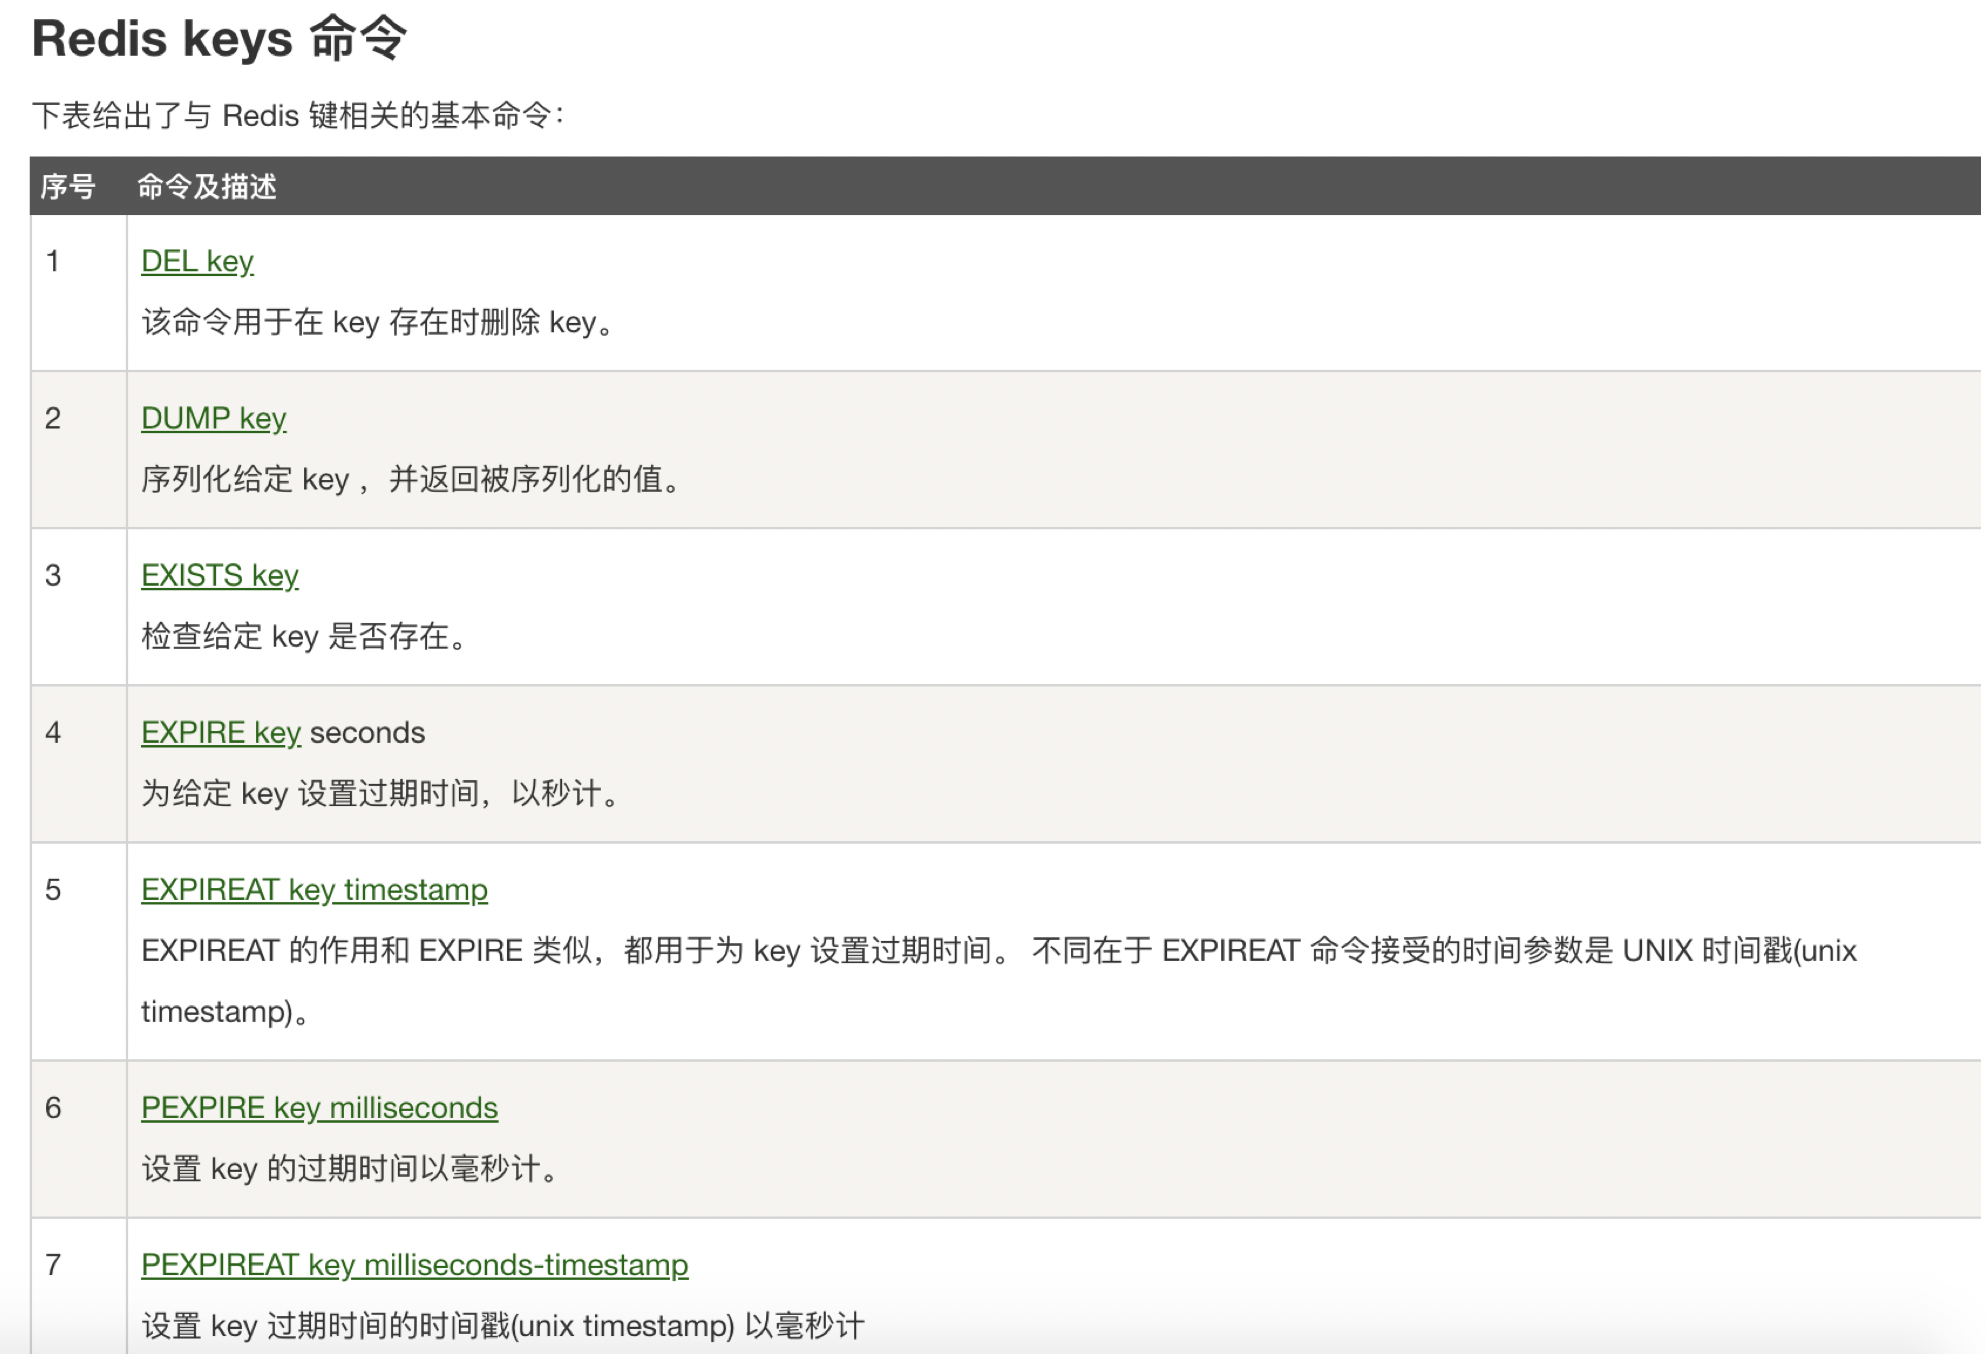 Redis keys 命令
下表给出了与 Redis 键相关的基本命令：
序号 命令及描述
1 DEL key
该命令用于在 key 存在时删除 key。
2 DUMP key
序列化给定 key ，并返回被序列化的值。
3 EXISTS key
检查给定 key 是否存在。
4 EXPIRE key seconds
为给定 key 设置过期时间，以秒计。
5 EXPIREAT key timestamp
EXPIREAT 的作用和 EXPIRE 类似，都用于为 key 设置过期时间。 不同在于 EXPIREAT 命令接受的时间参数是 UNIX 时间戳(unix
timestamp)。
6 PEXPIRE key milliseconds
设置 key 的过期时间以毫秒计。
7 PEXPIREAT key milliseconds-timestamp
设置 key 过期时间的时间戳(unix timestamp) 以毫秒计